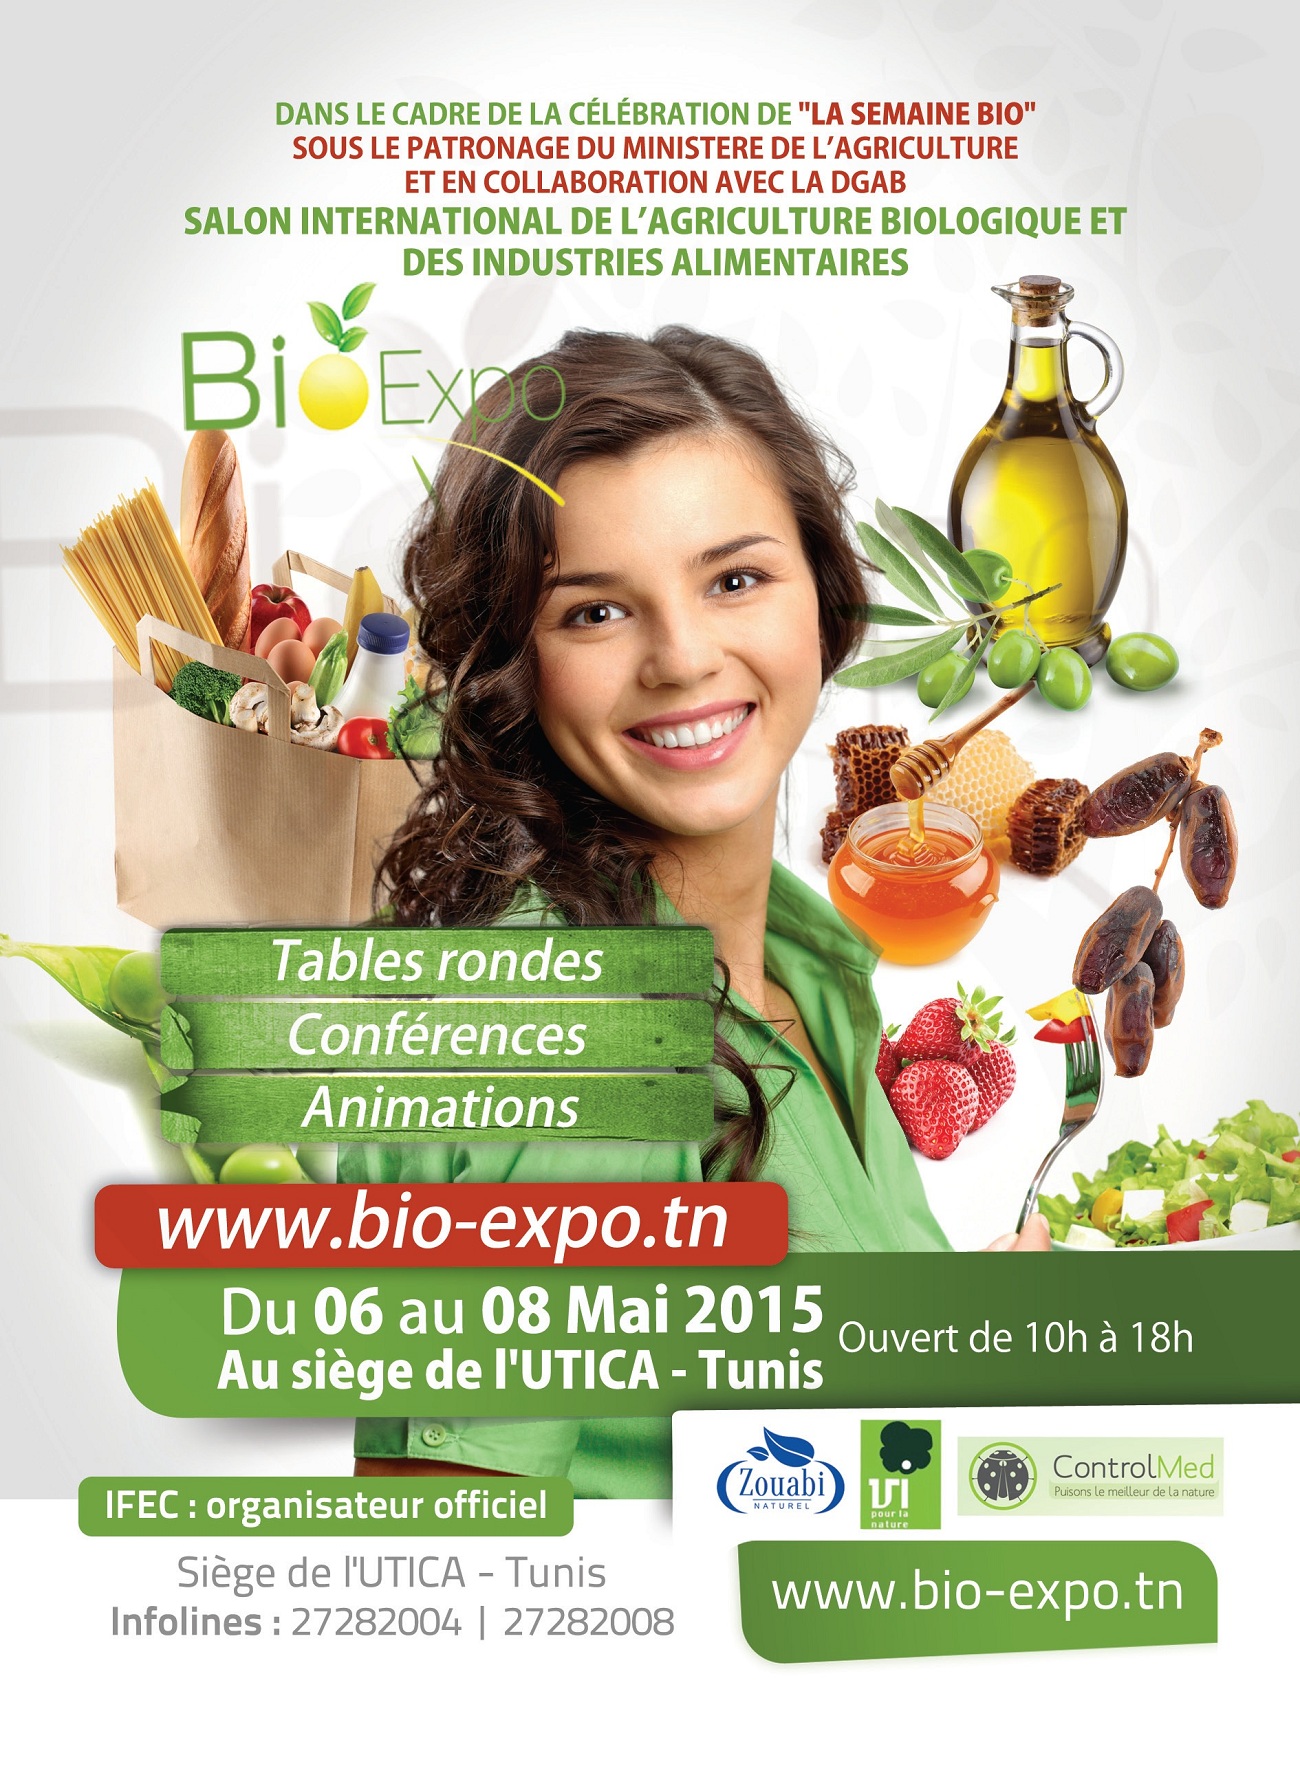 DANS LE CADRE DE LA CÉLÉBRATION DE "LA SEMAINE BIO"
SOUS LE PATRONAGE DU MINISTERE DE L'AGRICULTURE
ET EN COLLABORATION AVEC LA DGAB
SALON INTERNATIONAL DE L'AGRICULTURE BIOLOGIQUE ET
DES INDUSTRIES ALIMENTAIRES
BioExpo
Tables rondes
Conférences
Animations
www.bio-expo.tn
Du 06 au 08 Mai 2015
Au siège de l'UTICA - Tunis
Ouvert de 10h à 18h
Zouabi
NATUREL
pour la
nature
ControlMed
Puisons le meilleur de la nature
IFEC : organisateur officiel
Siège de l'UTICA - Tunis
Infolines : 27282004 | 27282008
www.bio-expo.tn